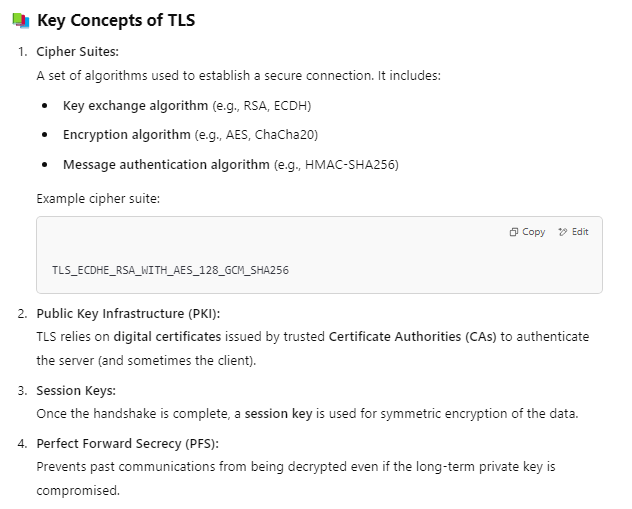 Key Concepts of TLS
1. Cipher Suites:
A set of algorithms used to establish a secure connection. It includes:
• Key exchange algorithm (e.g., RSA, ECDH)
• Encryption algorithm (e.g., AES, ChaCha20)
• Message authentication algorithm (e.g., HMAC-SHA256)
Example cipher suite:
Copy Edit
TLS_ECDHE_RSA_WITH_AES_128_GCM_SHA256
2. Public Key Infrastructure (PKI):
TLS relies on digital certificates issued by trusted Certificate Authorities (CAs) to authenticate
the server (and sometimes the client).
3. Session Keys:
Once the handshake is complete, a session key is used for symmetric encryption of the data.
4. Perfect Forward Secrecy (PFS):
Prevents past communications from being decrypted even if the long-term private key is
compromised.